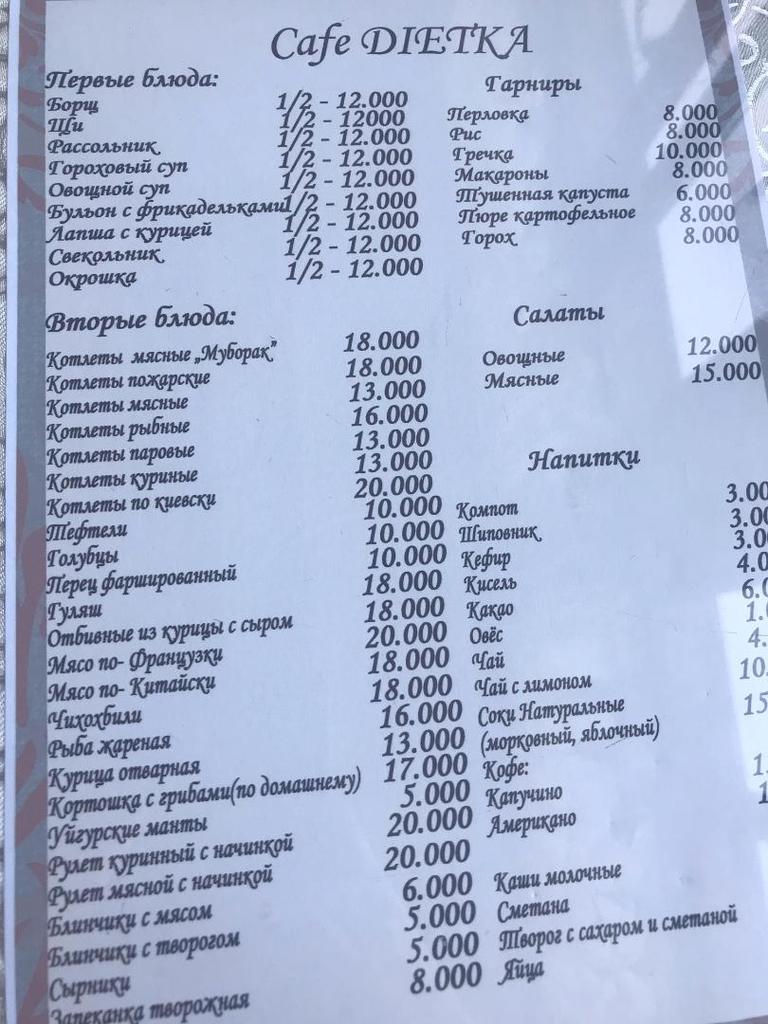 Cafe DIETKA
Первые блюда:
Борщ 1/2 - 12.000
Щи 1/2 - 12000
Рассольник 1/2 - 12.000
Гороховый суп 1/2 - 12.000
Овощной суп 1/2 - 12.000
Бульон с фрикадельками 1/2 - 12.000
Лапша с курицей 1/2 - 12.000
Свекольник 1/2 - 12.000
Окрошка 1/2 - 12.000
Вторые блюда:
Котлеты мясные „Муборак” 18.000
Котлеты пожарские 18.000
Котлеты мясные 13.000
Котлеты рыбные 16.000
Котлеты паровые 13.000
Котлеты куриные 13.000
Котлеты по киевски 20.000
Тефтели 10.000
Голубцы 10.000
Перец фаршированный 10.000
Гуляш 18.000
Отбивные из курицы с сыром 18.000
Мясо по- Французки 20.000
Мясо по- Китайски 18.000
Чихохбили 18.000
Рыба жареная 16.000
Курица отварная 13.000
Кортошка с грибами(по домашнему) 17.000
Уйгурские манты 5.000
Рулет куринный с начинкой 20.000
Рулет мясной с начинкой 20.000
Блинчики с мясом 6.000
Блинчики с творогом 5.000
Сырники 5.000
Запеканка творожная 8.000
Гарниры
Перловка 8.000
Рис 8.000
Гречка 10.000
Макароны 8.000
Тушенная капуста 6.000
Пюре картофельное 8.000
Горох 8.000
Салаты
Овощные 12.000
Мясные 15.000
Напитки
Компот
Шиповник
Кефир
Кисель
Какао
Овёс
Чай
Чай с лимоном
Соки Натуральные
(морковный, яблочный)
Кофе:
Капучино
Американо
Каши молочные
Сметана
Творог с сахаром и сметаной
Яйца